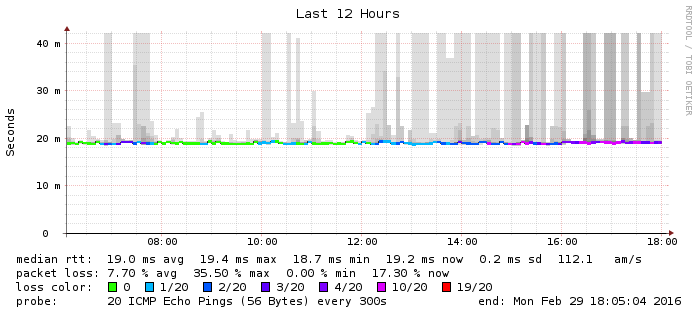 Last 12 Hours
RRDTOOL / TOBI OETIKER
Seconds
40 m
30 m
20 m
10 m
0
08:00 10:00 12:00 14:00 16:00 18:00
median rtt: 19.0 ms avg 19.4 ms max 18.7 ms min 19.2 ms now 0.2 ms sd 112.1 am/s
packet loss: 7.70 % avg 35.50 % max 0.00 % min 17.30 % now
loss color: 0 1/20 2/20 3/20 4/20 10/20 19/20
probe: 20 ICMP Echo Pings (56 Bytes) every 300s end: Mon Feb 29 18:05:04 2016